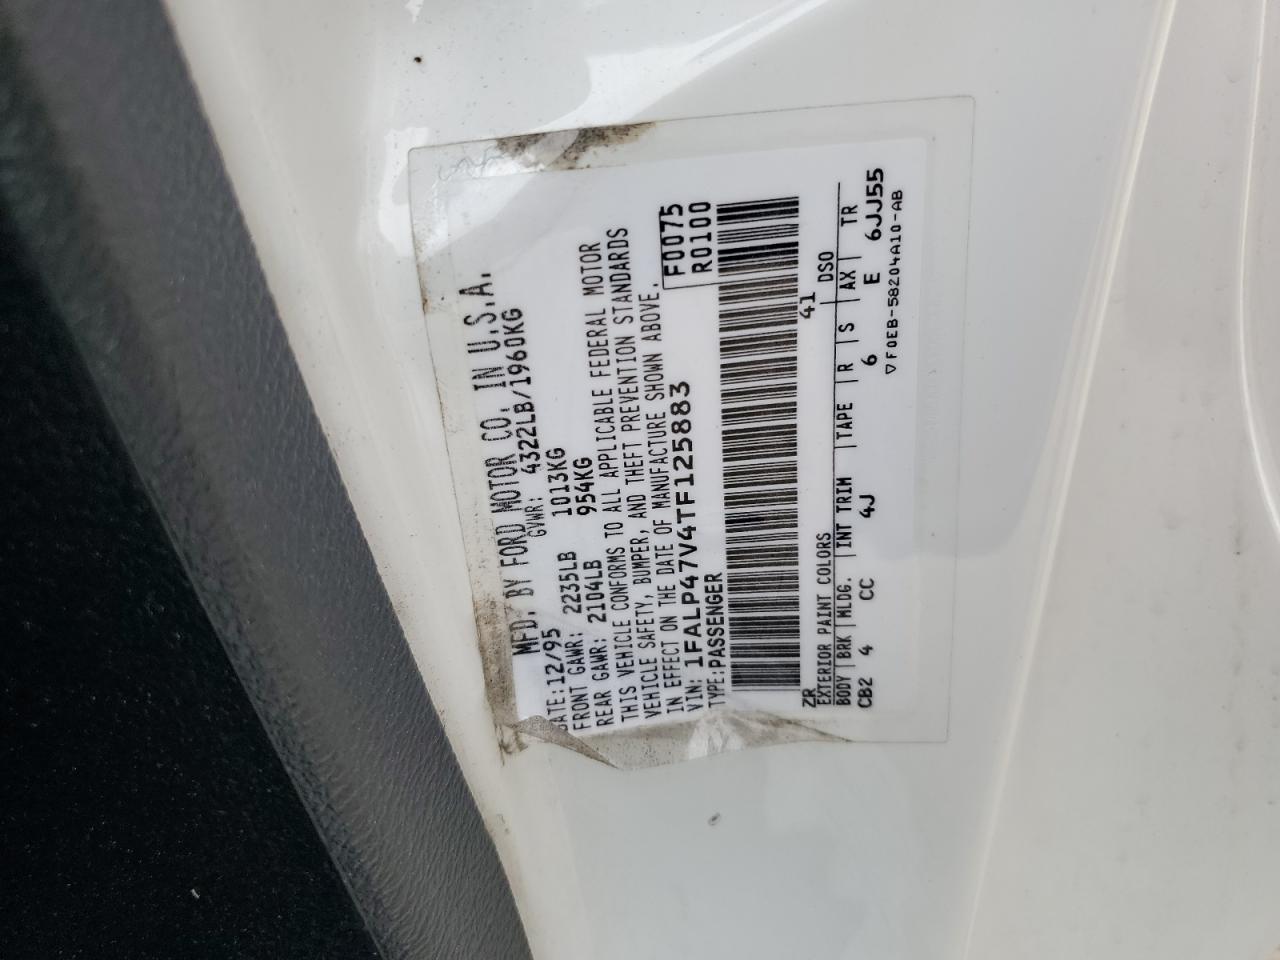 MFD. BY FORD MOTOR CO. IN U.S.A.
DATE: 12/95 GVWR: 4322LB/1960KG
FRONT GAWR: 2235LB 1013KG
REAR GAWR: 2104LB 954KG
THIS VEHICLE CONFORMS TO ALL APPLICABLE FEDERAL MOTOR
VEHICLE SAFETY, BUMPER, AND THEFT PREVENTION STANDARDS
IN EFFECT ON THE DATE OF MANUFACTURE SHOWN ABOVE.
VIN: 1FALP47V4TF125883 F0075
TYPE: PASSENGER R0100
ZR 41
EXTERIOR PAINT COLORS DSO
BODY BRK MLDG. INT TRIM TAPE R S AX TR
CB2 4 CC 4J 6 E 6JJ55
▽F0EB-58204A10-AB